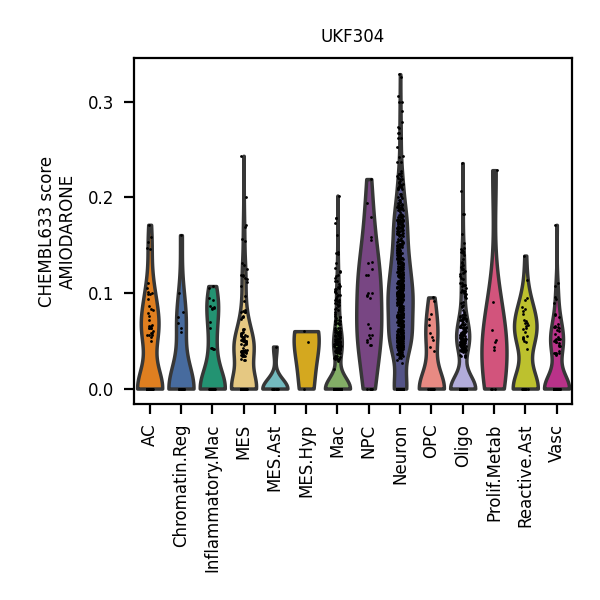 UKF304
CHEMBL633 score
AMIODARONE
0.3
0.2
0.1
0.0
AC
Chromatin.Reg
Inflammatory.Mac
MES
MES.Ast
MES.Hyp
Mac
NPC
Neuron
OPC
Oligo
Prolif.Metab
Reactive.Ast
Vasc